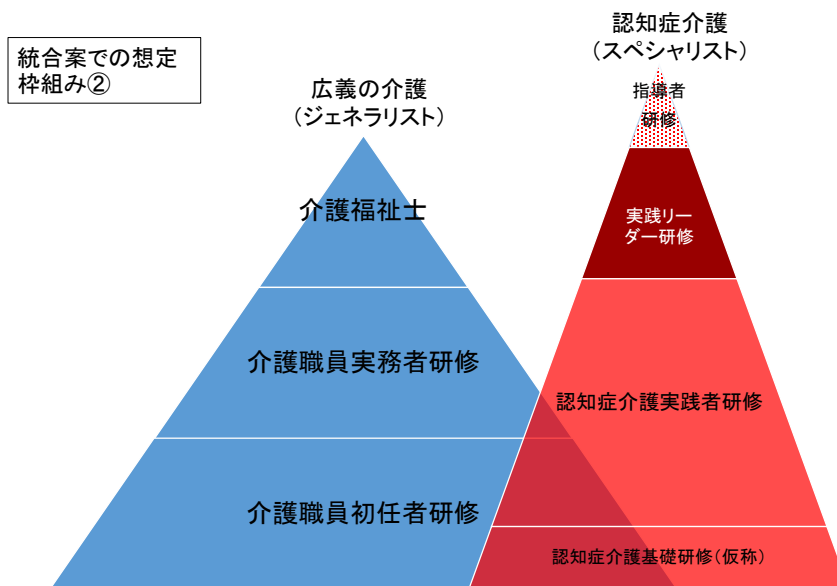 統合案での想定
枠組み②
広義の介護
（ジェネラリスト）
介護福祉士
介護職員実務者研修
介護職員初任者研修
認知症介護
（スペシャリスト）
指導者
研修
実践リー
ダー研修
認知症介護実践者研修
認知症介護基礎研修（仮称）